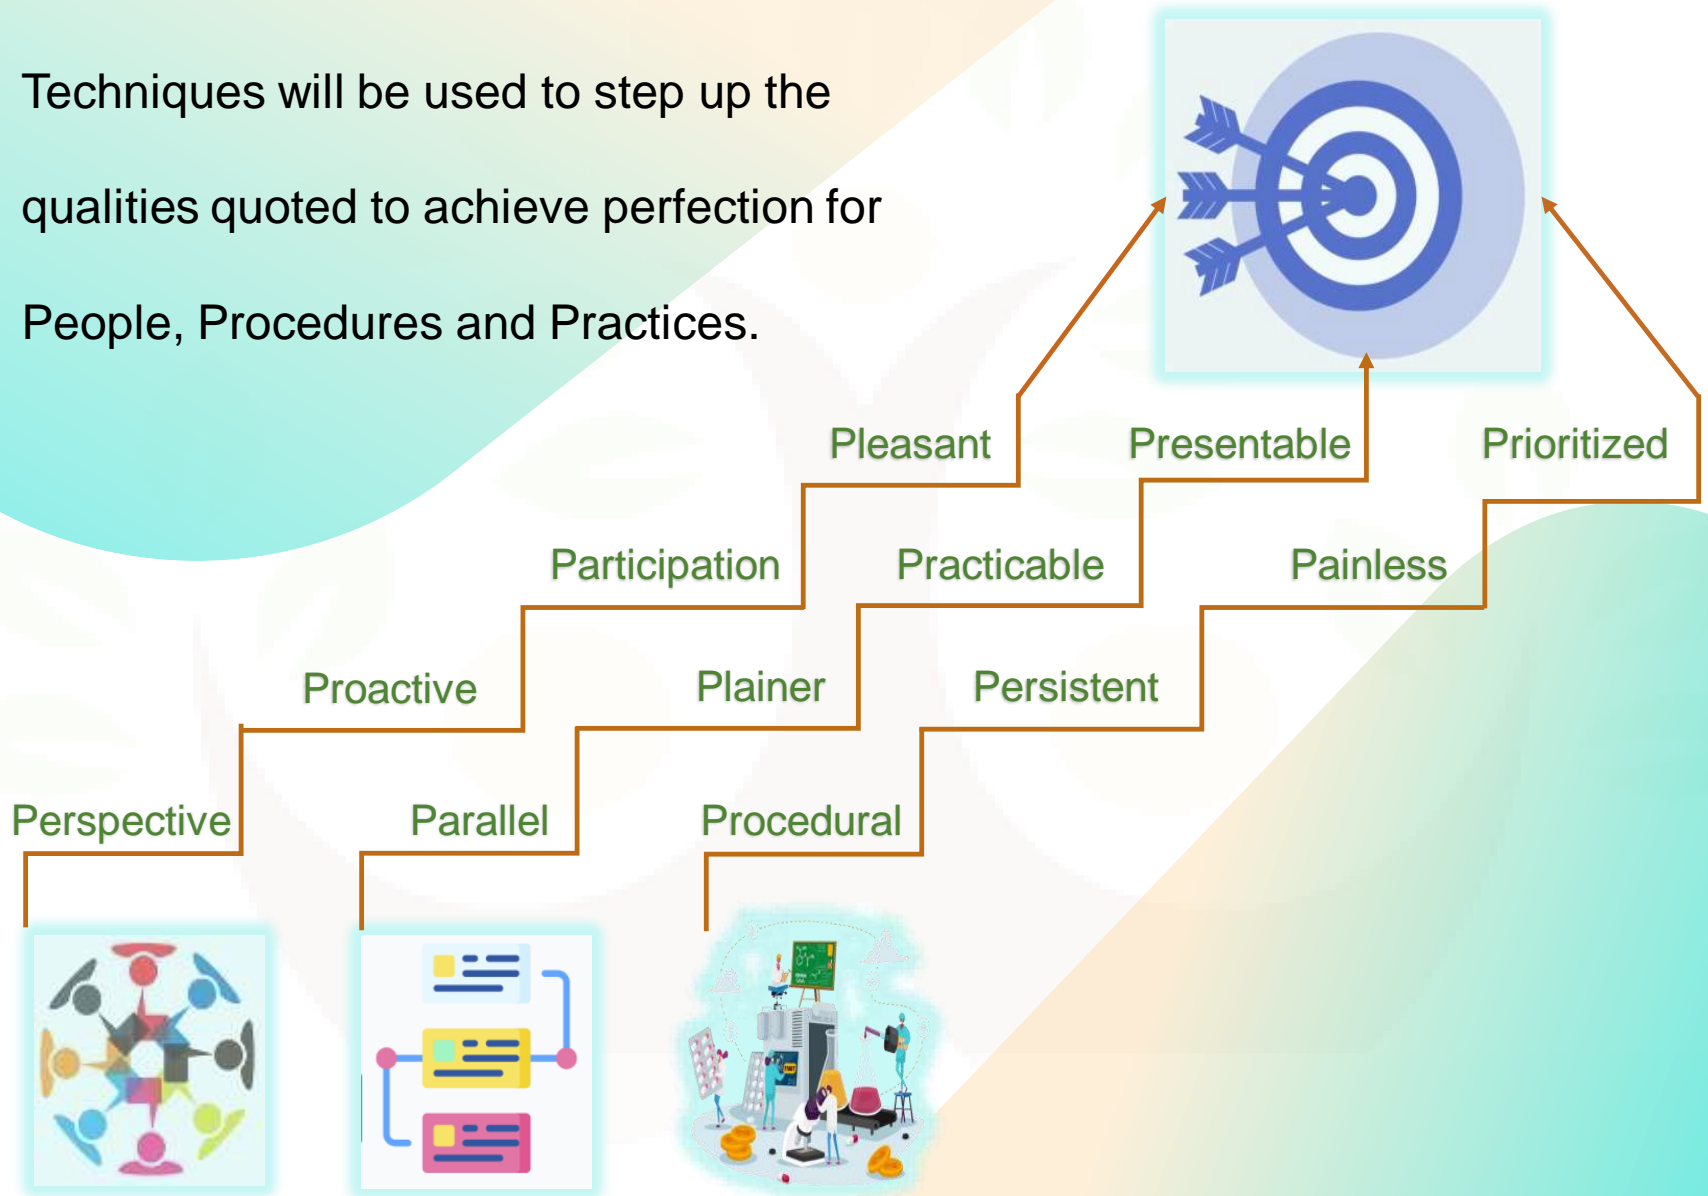 Techniques will be used to step up the
qualities quoted to achieve perfection for
People, Procedures and Practices.
Pleasant Presentable Prioritized
Participation Practicable Painless
Proactive Plainer Persistent
Perspective Parallel Procedural